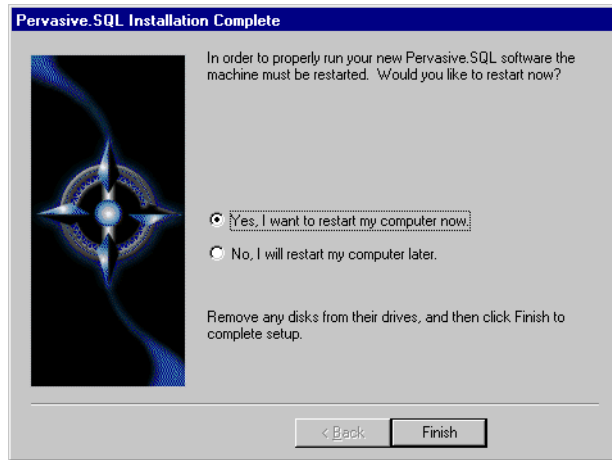 Pervasive.SQL Installation Complete
In order to properly run your new Pervasive.SQL software the
machine must be restarted.  Would you like to restart now?
Yes, I want to restart my computer now.
No, I will restart my computer later.
Remove any disks from their drives, and then click Finish to
complete setup.
< Back
Finish